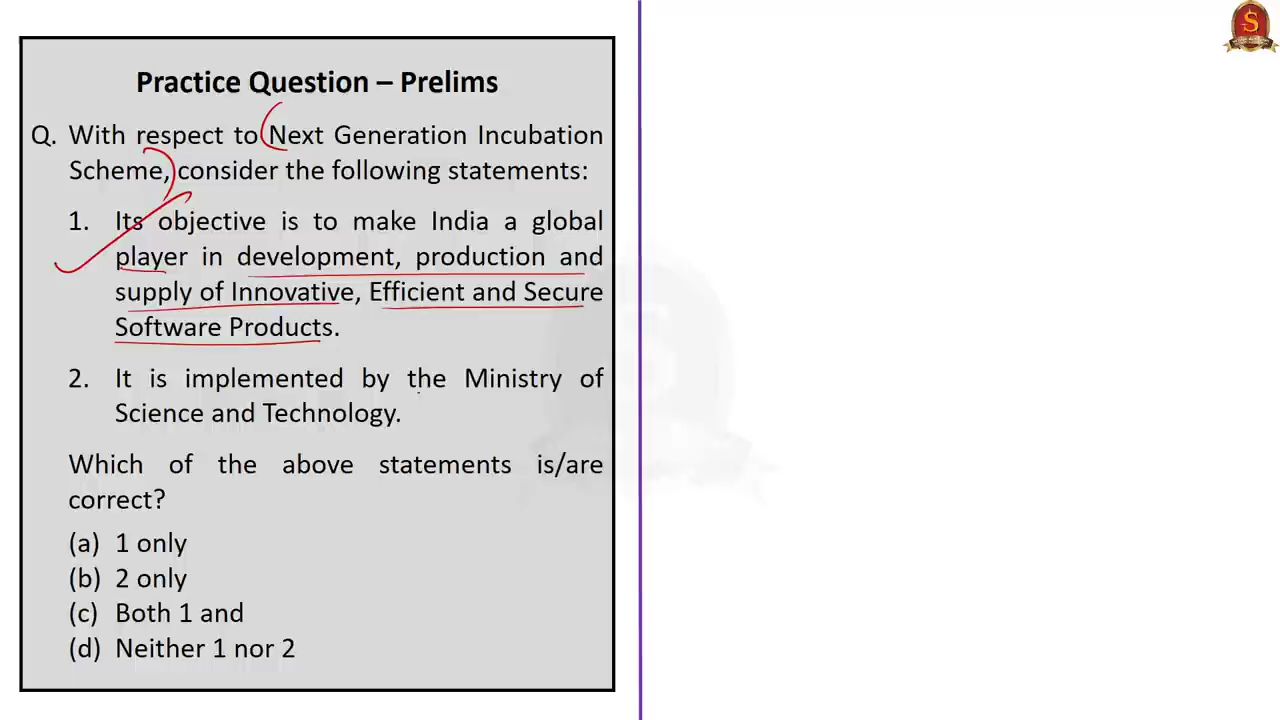 Practice Question – Prelims
Q. With respect to Next Generation Incubation
Scheme, consider the following statements:
1. Its objective is to make India a global
player in development, production and
supply of Innovative, Efficient and Secure
Software Products.
2. It is implemented by the Ministry of
Science and Technology.
Which of the above statements is/are
correct?
(a) 1 only
(b) 2 only
(c) Both 1 and
(d) Neither 1 nor 2
S